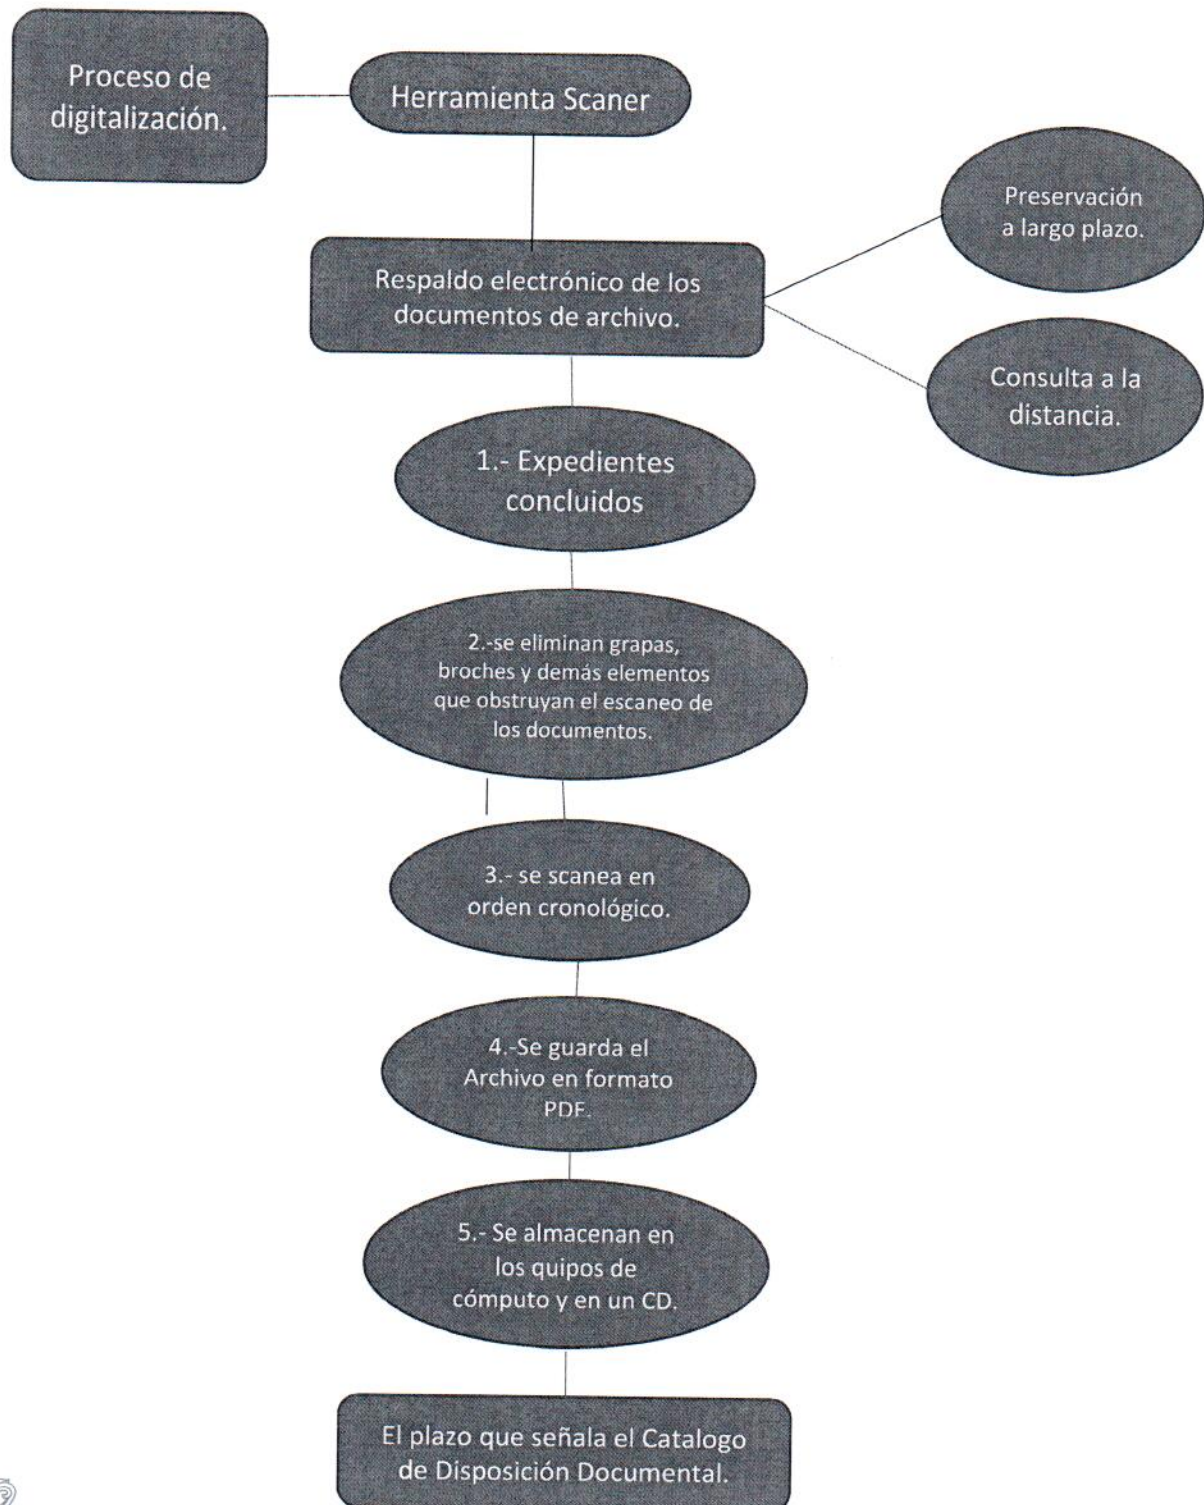 Proceso de
digitalización.
Herramienta Scaner
Preservación
a largo plazo.
Respaldo electrónico de los
documentos de archivo.
Consulta a la
distancia.
1.- Expedientes
concluidos
2.-se eliminan grapas,
broches y demás elementos
que obstruyan el escaneo de
los documentos.
3.- se scanea en
orden cronológico.
4.-Se guarda el
Archivo en formato
PDF.
5.- Se almacenan en
los quipos de
cómputo y en un CD.
El plazo que señala el Catalogo
de Disposición Documental.